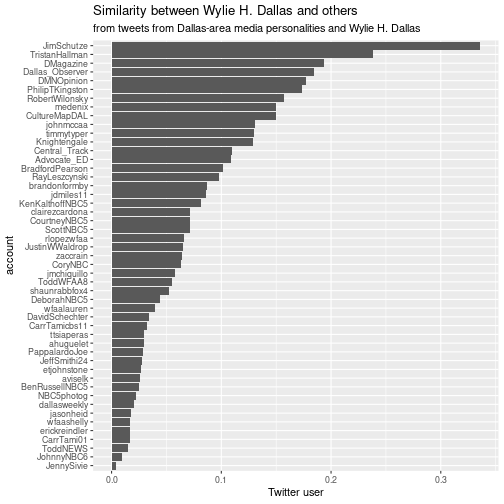 Similarity between Wylie H. Dallas and others
from tweets from Dallas-area media personalities and Wylie H. Dallas
JimSchutze
TristanHallman
DMagazine
Dallas_Observer
DMNOpinion
PhilipTKingston
RobertWilonsky
medenix
CultureMapDAL
johnmccaa
timmytyper
Knightengale
Central_Track
Advocate_ED
BradfordPearson
RayLeszcynski
brandonformby
jdmiles11
KenKalthoffNBC5
clairezcardona
CourtneyNBC5
ScottNBC5
rlopezwfaa
JustinWWaldrop
zaccrain
CoryNBC
jmchiquillo
ToddWFAA8
shaunrabbfox4
DeborahNBC5
wfaalauren
DavidSchechter
CarrTamicbs11
ttsiaperas
ahuguelet
PappalardoJoe
JeffSmithi24
etjohnstone
aviselk
BenRussellNBC5
NBC5photog
dallasweekly
jasonheid
wfaashelly
erickreindler
CarrTami01
ToddNEWS
JohnnyNBC6
JennySivie
account
0.0 0.1 0.2 0.3
Twitter user